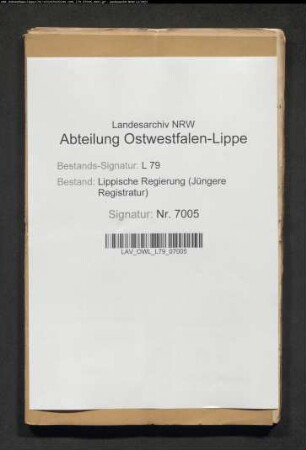 Landesarchiv NRW
Abteilung Ostwestfalen-Lippe
Bestands-Signatur: L 79
Bestand: Lippische Regierung (Jüngere
Registratur)
Signatur: Nr. 7005
LAV_OWL_L79_07005